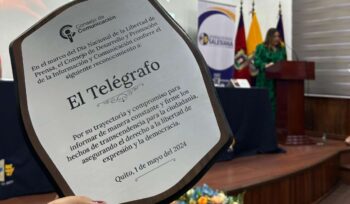 Consejo de
Comunicación
En el marco del Día Nacional de la Libertad de
Prensa, el Consejo de Desarrollo y Promoción
de la Información y Comunicación, confiere el
siguiente reconocimiento a:
El Telégrafo
Por su trayectoria y compromiso para
informar de manera constante y firme los
hechos de transcendencia para la ciudadanía,
asegurando el derecho a la libertad de
expresión y la democracia.
Quito, 1 de mayo del 2024
SALESIANA